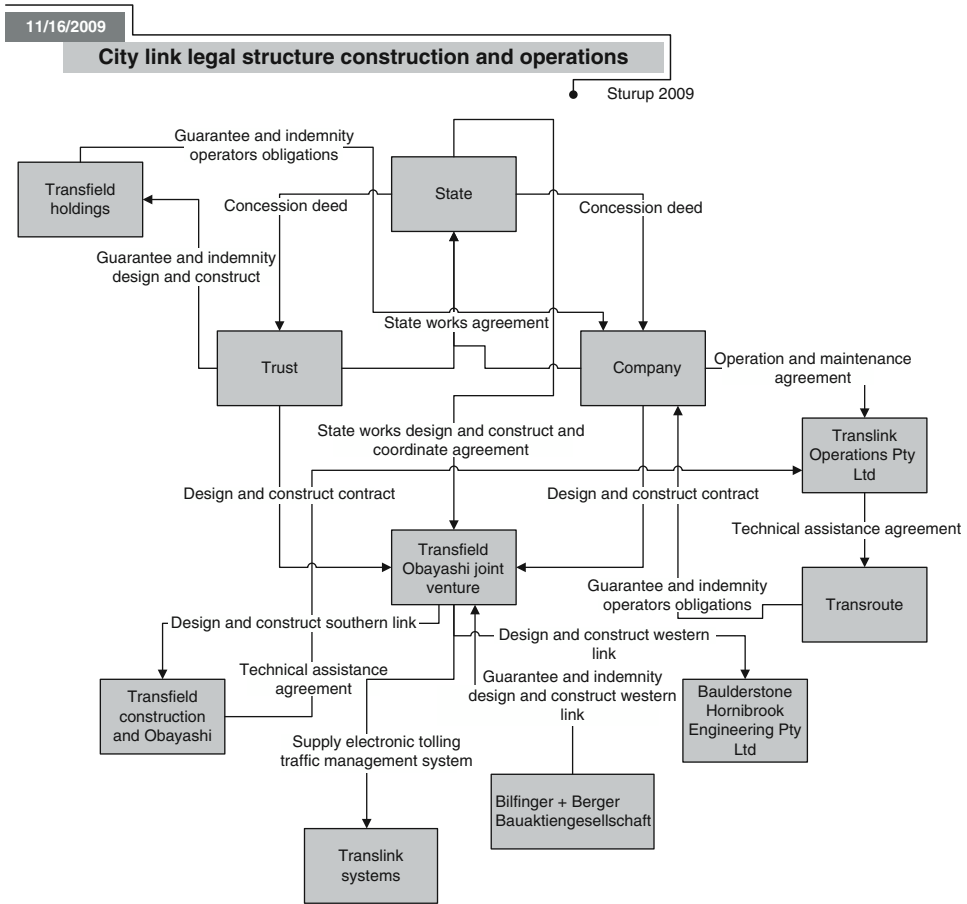 11/16/2009
City link legal structure construction and operations
Sturup 2009
Guarantee and indemnity
operators obligations
Transfield
holdings
State
Concession deed
Concession deed
Guarantee and indemnity
design and construct
State works agreement
Trust
Company
Operation and maintenance
agreement
State works design and construct and
coordinate agreement
Translink
Operations Pty
Ltd
Design and construct contract
Design and construct contract
Technical assistance agreement
Transfield
Obayashi joint
venture
Guarantee and indemnity
operators obligations
Transroute
Design and construct southern link
Design and construct western
link
Technical assistance
agreement
Guarantee and indemnity
design and construct western
link
Transfield
construction
and Obayashi
Baulderstone
Hornibrook
Engineering Pty
Ltd
Supply electronic tolling
traffic management system
Bilfinger + Berger
Bauaktiengesellschaft
Translink
systems